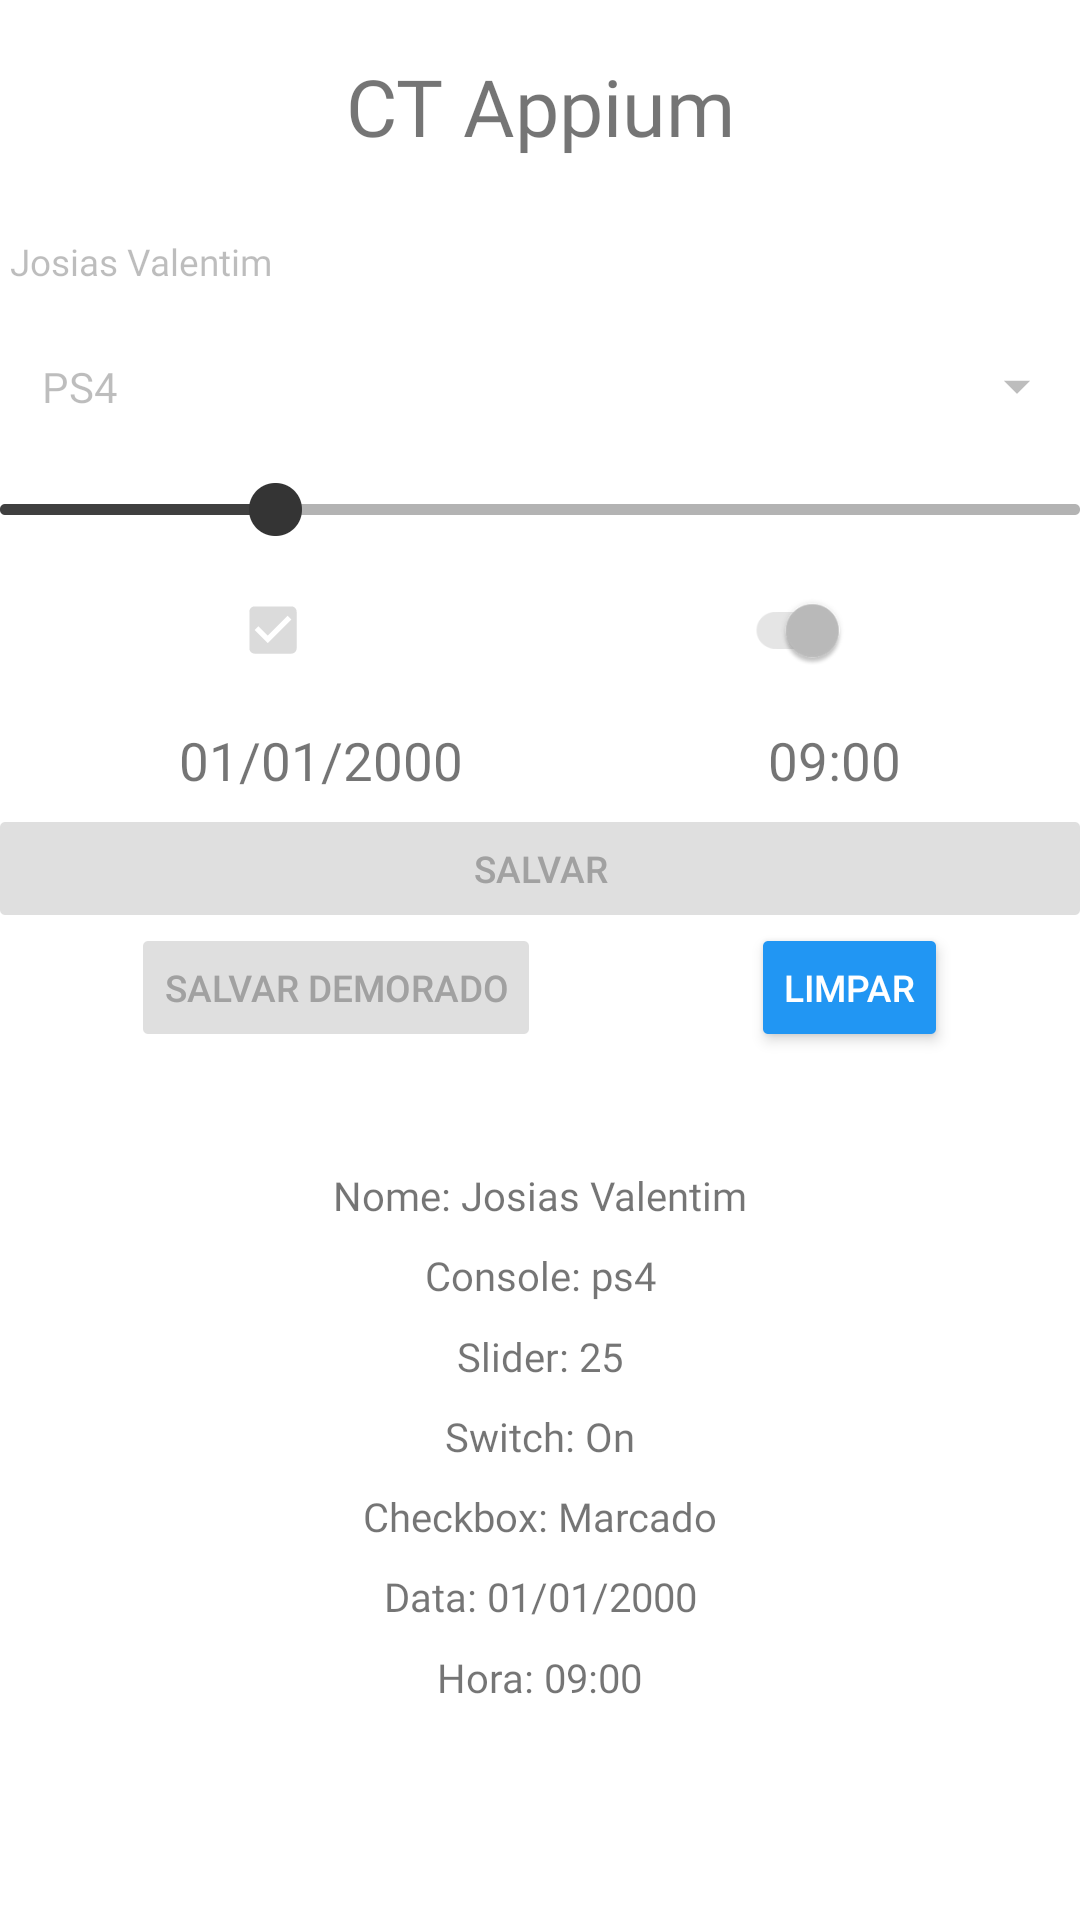 CT Appium
Josias Valentim
PS4
01/01/2000 09:00
SALVAR
SALVAR DEMORADO LIMPAR
Nome: Josias Valentim
Console: ps4
Slider: 25
Switch: On
Checkbox: Marcado
Data: 01/01/2000
Hora: 09:00